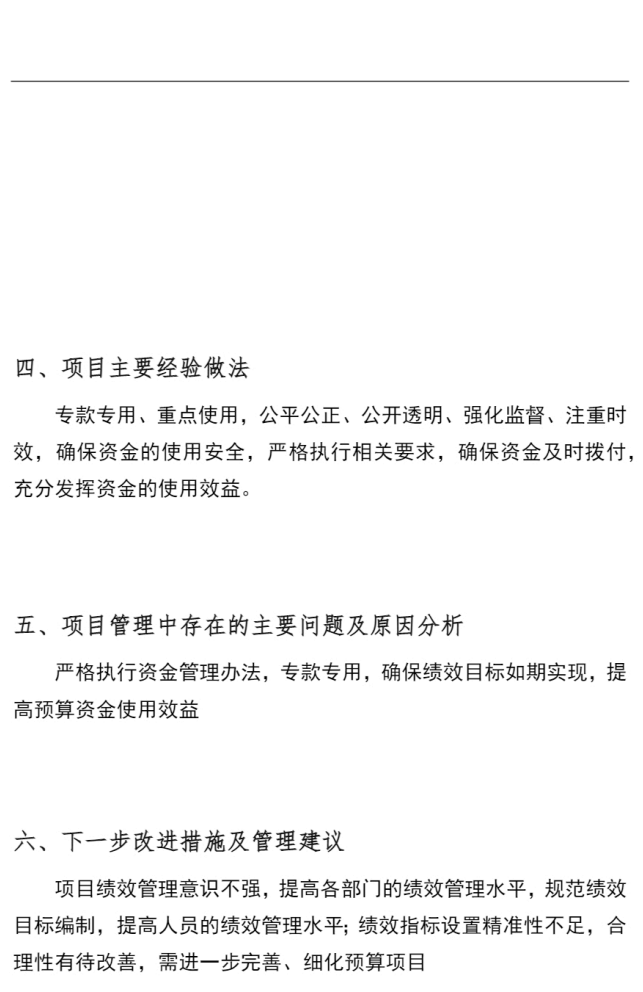 四、项目主要经验做法
专款专用、重点使用，公平公正、公开透明、强化监督、注重时
效，确保资金的使用安全，严格执行相关要求，确保资金及时拨付，
充分发挥资金的使用效益。
五、项目管理中存在的主要问题及原因分析
严格执行资金管理办法，专款专用，确保绩效目标如期实现，提
高预算资金使用效益
六、下一步改进措施及管理建议
项目绩效管理意识不强，提高各部门的绩效管理水平，规范绩效
目标编制，提高人员的绩效管理水平；绩效指标设置精准性不足，合
理性有待改善，需进一步完善、细化预算项目